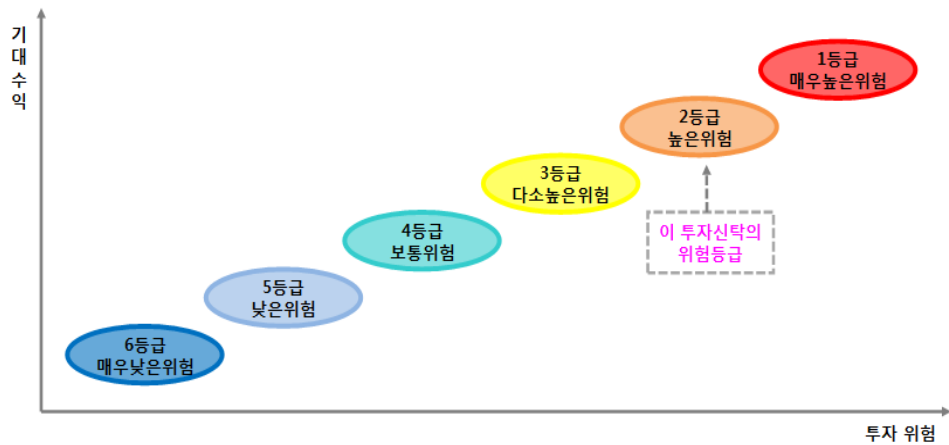 기
대
수
익
1등급
매우높은위험
2등급
높은위험
3등급
다소높은위험
이 투자신탁의
위험등급
4등급
보통위험
5등급
낮은위험
6등급
매우낮은위험
투자 위험